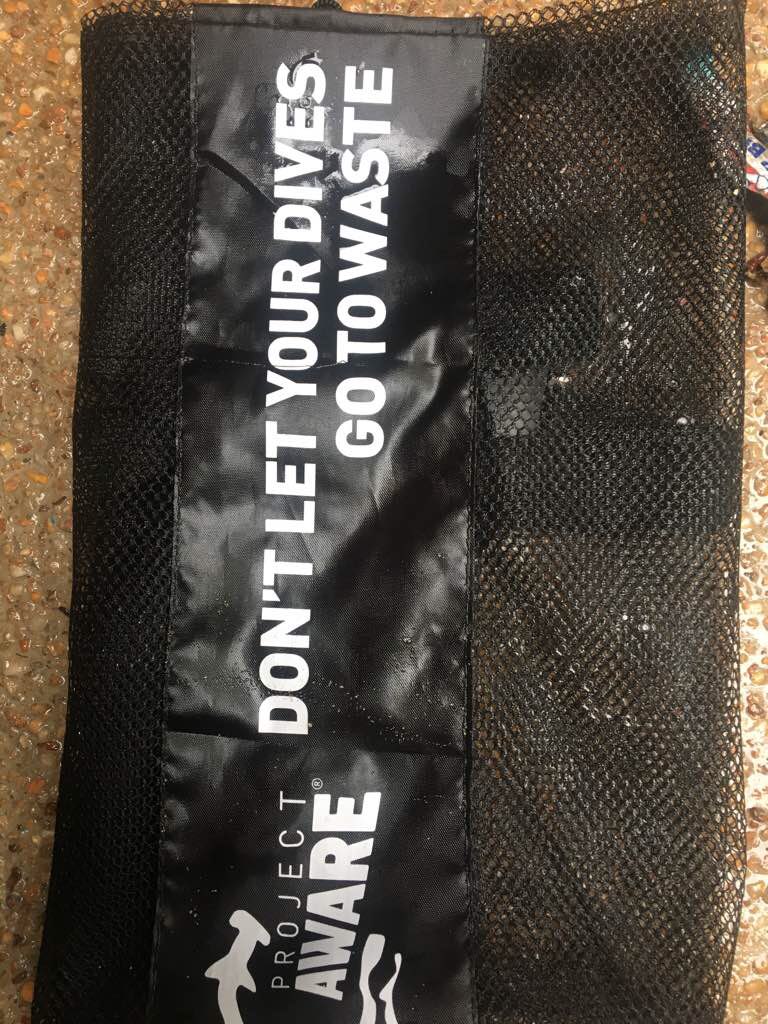 PROJECT
AWARE®
DON'T LET YOUR DIVES
GO TO WASTE